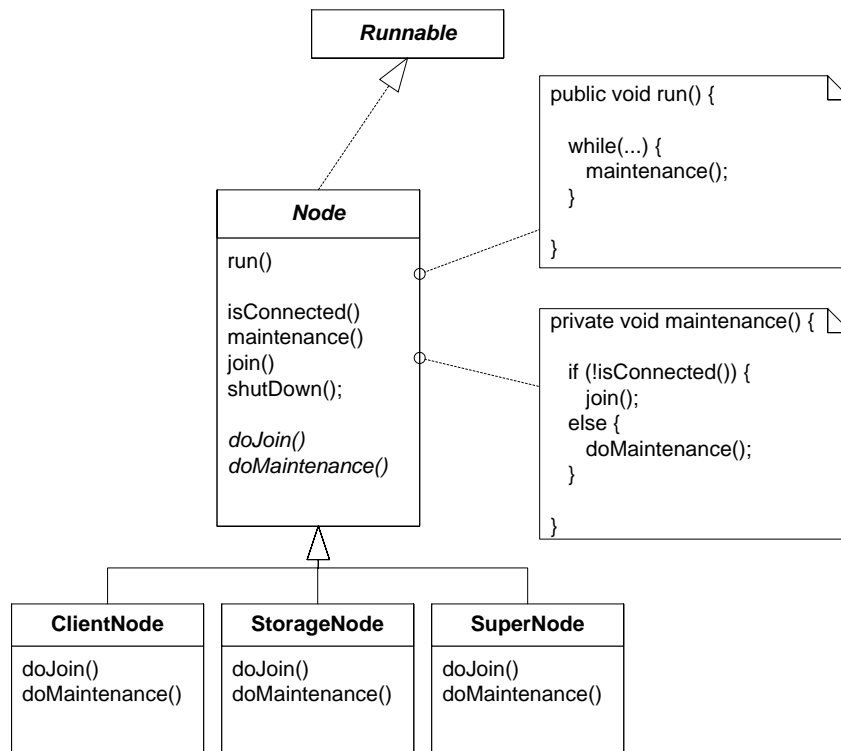 Runnable
Node
run()
isConnected()
maintenance()
join()
shutDown();
doJoin()
doMaintenance()
public void run() {
while(...) {
maintenance();
}
}
private void maintenance() {
if (!isConnected()) {
join();
else {
doMaintenance();
}
}
ClientNode
doJoin()
doMaintenance()
StorageNode
doJoin()
doMaintenance()
SuperNode
doJoin()
doMaintenance()